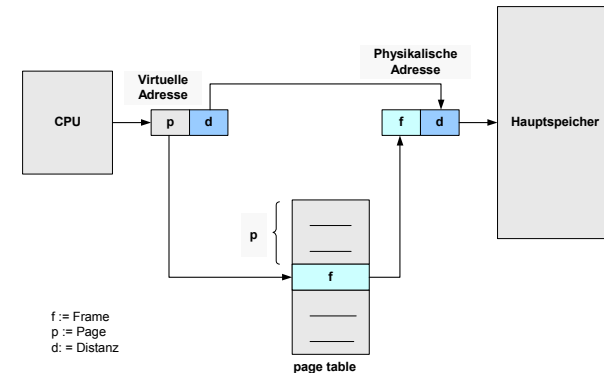 Physikalische
Adresse
Virtuelle
Adresse
CPU
p d
f d
Hauptspeicher
p
f
f := Frame
p := Page
d: = Distanz
page table